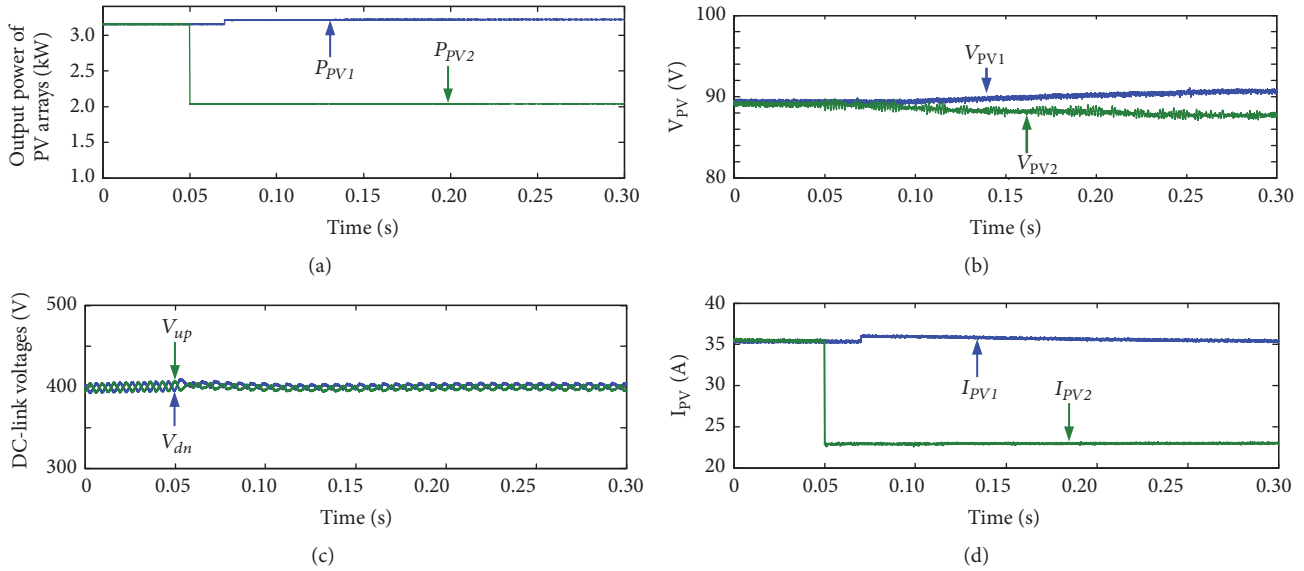 Output power of
PV arrays (kW)
3.0
2.5
2.0
1.5
1.0
P_PV1
P_PV2
0 0.05 0.10 0.15 0.20 0.25 0.30
Time (s)
(a)
V_PV (V)
100
90
80
V_PV1
V_PV2
0 0.05 0.10 0.15 0.20 0.25 0.30
Time (s)
(b)
DC-link voltages (V)
500
400
300
V_up
V_dn
0 0.05 0.10 0.15 0.20 0.25 0.30
Time (s)
(c)
I_PV (A)
40
35
30
25
20
I_PV1
I_PV2
0 0.05 0.10 0.15 0.20 0.25 0.30
Time (s)
(d)